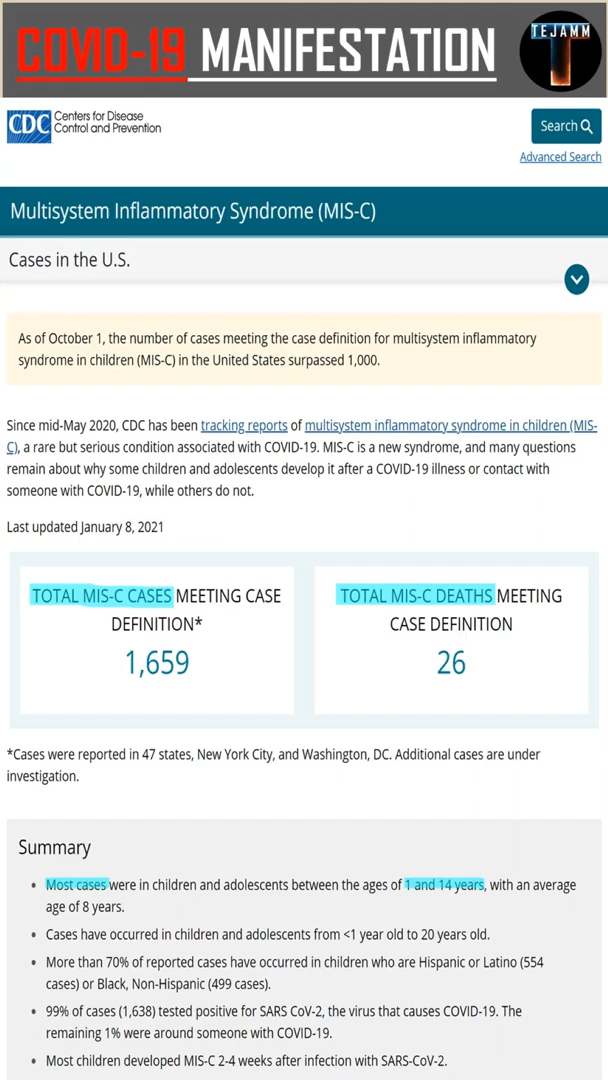 COVID-19 MANIFESTATION
TEJAMM
T
CDC
Centers for Disease
Control and Prevention
Search
Advanced Search
Multisystem Inflammatory Syndrome (MIS-C)
Cases in the U.S.
As of October 1, the number of cases meeting the case definition for multisystem inflammatory
syndrome in children (MIS-C) in the United States surpassed 1,000.
Since mid-May 2020, CDC has been tracking reports of multisystem inflammatory syndrome in children (MIS-
C), a rare but serious condition associated with COVID-19. MIS-C is a new syndrome, and many questions
remain about why some children and adolescents develop it after a COVID-19 illness or contact with
someone with COVID-19, while others do not.
Last updated January 8, 2021
TOTAL MIS-C CASES MEETING CASE
DEFINITION*
1,659
TOTAL MIS-C DEATHS MEETING
CASE DEFINITION
26
*Cases were reported in 47 states, New York City, and Washington, DC. Additional cases are under
investigation.
Summary
• Most cases were in children and adolescents between the ages of 1 and 14 years, with an average
age of 8 years.
• Cases have occurred in children and adolescents from <1 year old to 20 years old.
• More than 70% of reported cases have occurred in children who are Hispanic or Latino (554
cases) or Black, Non-Hispanic (499 cases).
• 99% of cases (1,638) tested positive for SARS CoV-2, the virus that causes COVID-19. The
remaining 1% were around someone with COVID-19.
• Most children developed MIS-C 2-4 weeks after infection with SARS-CoV-2.